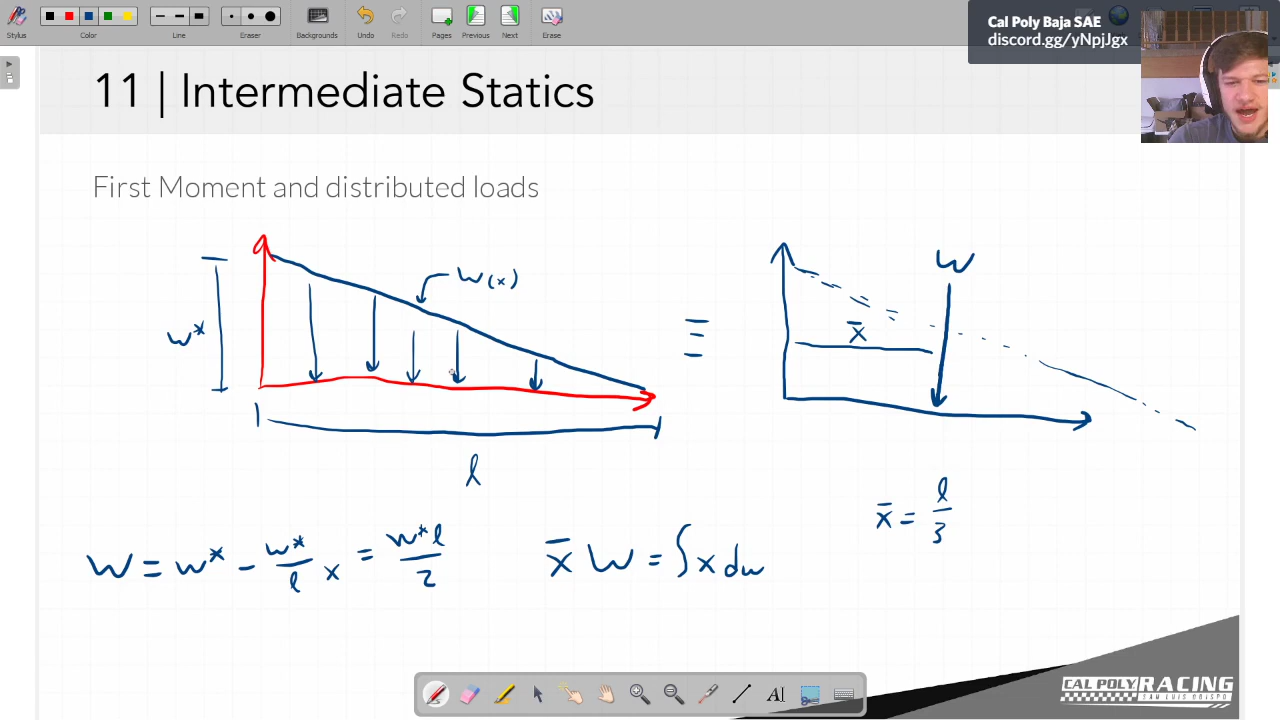 Stylus
Color
Line
Eraser
Backgrounds
Undo
Redo
Pages
Previous
Next
Erase
Cal Poly Baja SAE
discord.gg/yNpjJgx
11 | Intermediate Statics
First Moment and distributed loads
w(x)
w*
l
≡
W
x̄
x̄ = l/3
W = w* - w*/l x = w*l/2
x̄ W = ∫ x dw
CAL POLY RACING
SAN LUIS OBISPO